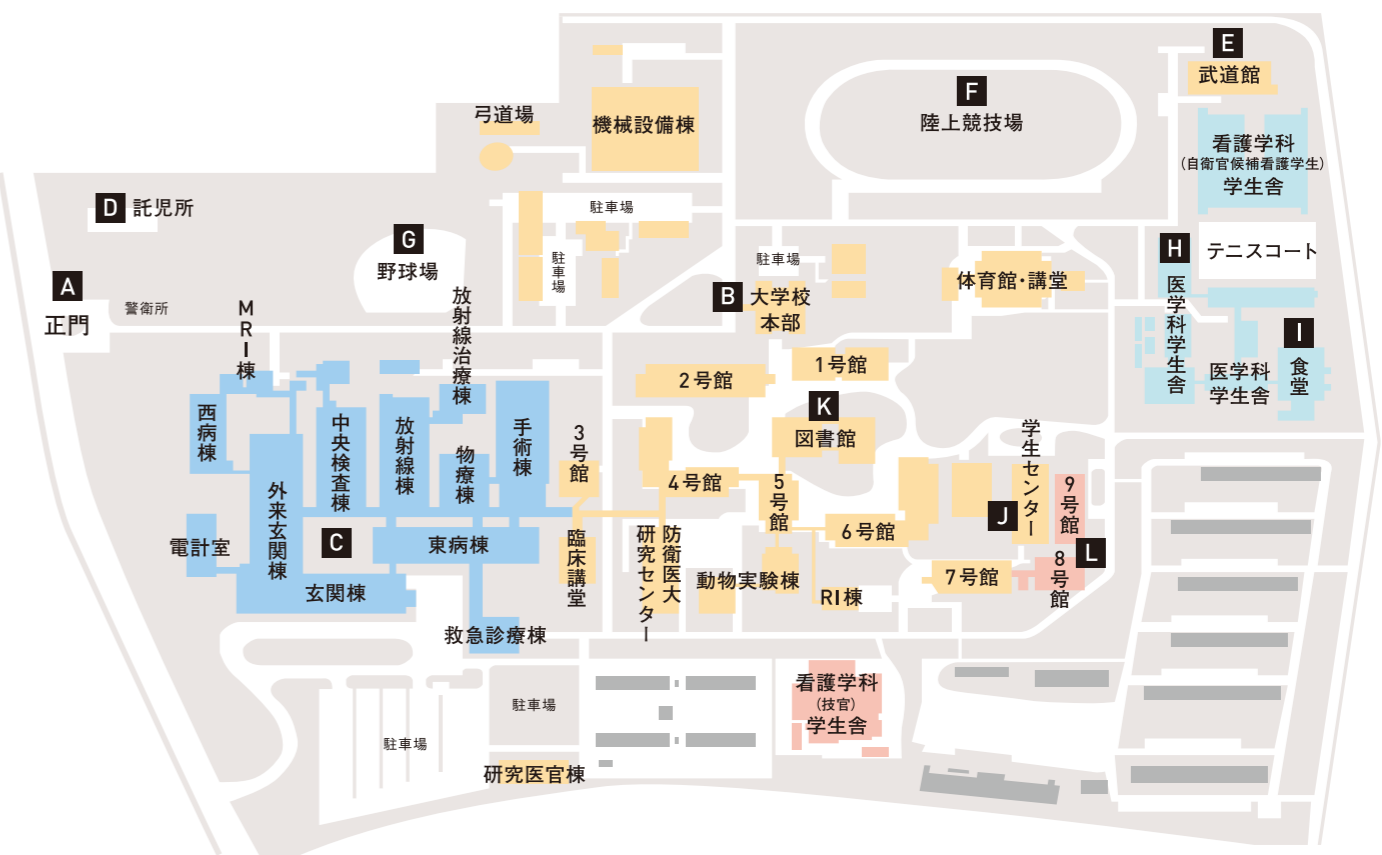 E
武道館
F
陸上競技場
弓道場
機械設備棟
看護学科
(自衛官候補看護学生)
学生舎
D 託児所
駐車場
G
野球場
H
テニスコート
駐車場
駐車場
A
正門
警衛所
B 大学校
本部
体育館・講堂
医学科学生舎
MRI棟
放射線治療棟
I
食堂
医学科
学生舎
1号館
2号館
K
図書館
西病棟
中央検査棟
放射線棟
物療棟
手術棟
3号館
4号館
5号館
学生センター
J
9号館
外来玄関棟
C
電計室
東病棟
臨床講堂
防衛医大
研究センター
6号館
L
8号館
7号館
動物実験棟
RI棟
玄関棟
救急診療棟
看護学科
(技官)
学生舎
駐車場
駐車場
研究医官棟